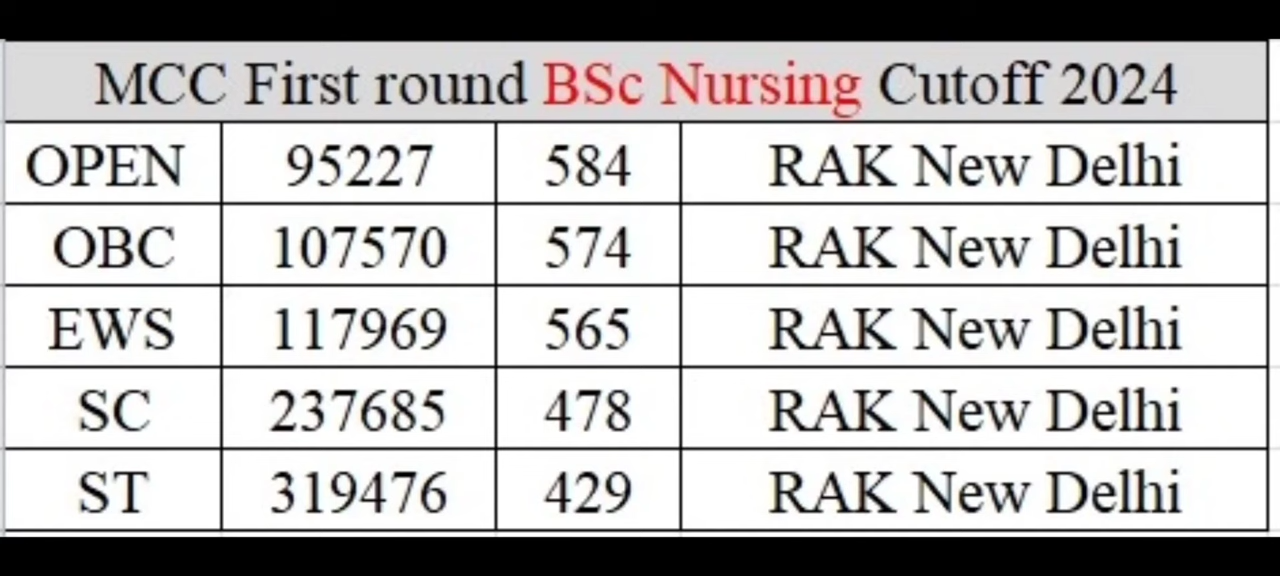 MCC First round BSc Nursing Cutoff 2024
OPEN 95227 584 RAK New Delhi
OBC 107570 574 RAK New Delhi
EWS 117969 565 RAK New Delhi
SC 237685 478 RAK New Delhi
ST 319476 429 RAK New Delhi